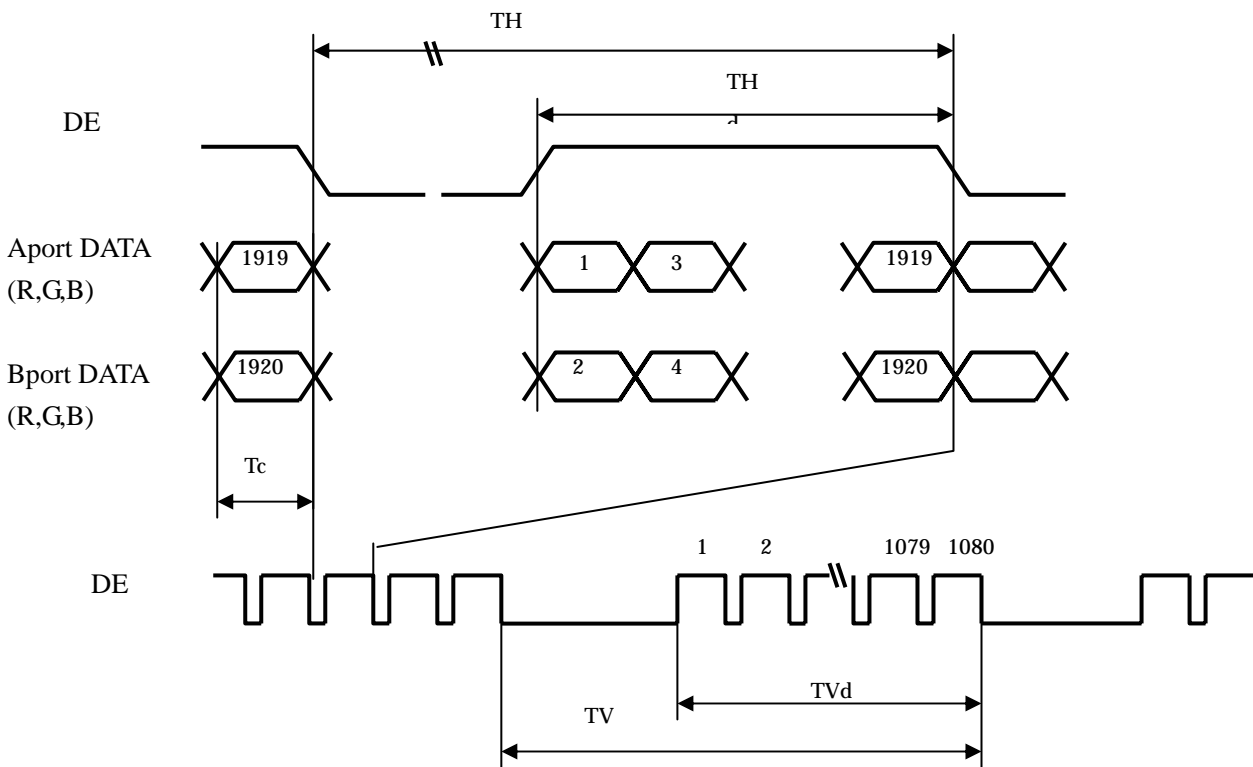 TH
TH
d
DE
Aport DATA
(R,G,B)
1919 1 3 1919
Bport DATA
(R,G,B)
1920 2 4 1920
Tc
1 2 1079 1080
DE
TVd
TV